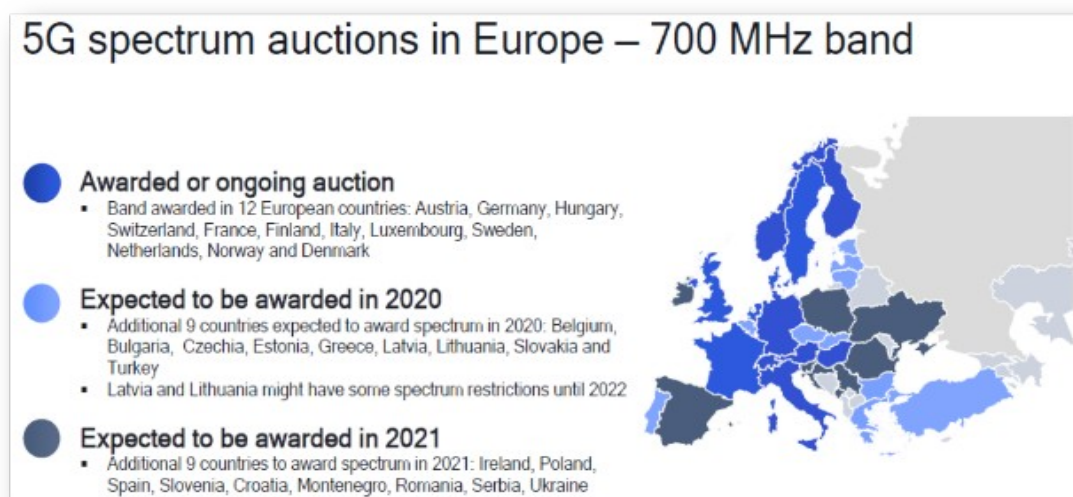 5G spectrum auctions in Europe – 700 MHz band
Awarded or ongoing auction
▪ Band awarded in 12 European countries: Austria, Germany, Hungary,
Switzerland, France, Finland, Italy, Luxembourg, Sweden,
Netherlands, Norway and Denmark
Expected to be awarded in 2020
▪ Additional 9 countries expected to award spectrum in 2020: Belgium,
Bulgaria, Czechia, Estonia, Greece, Latvia, Lithuania, Slovakia and
Turkey
▪ Latvia and Lithuania might have some spectrum restrictions until 2022
Expected to be awarded in 2021
▪ Additional 9 countries to award spectrum in 2021: Ireland, Poland,
Spain, Slovenia, Croatia, Montenegro, Romania, Serbia, Ukraine